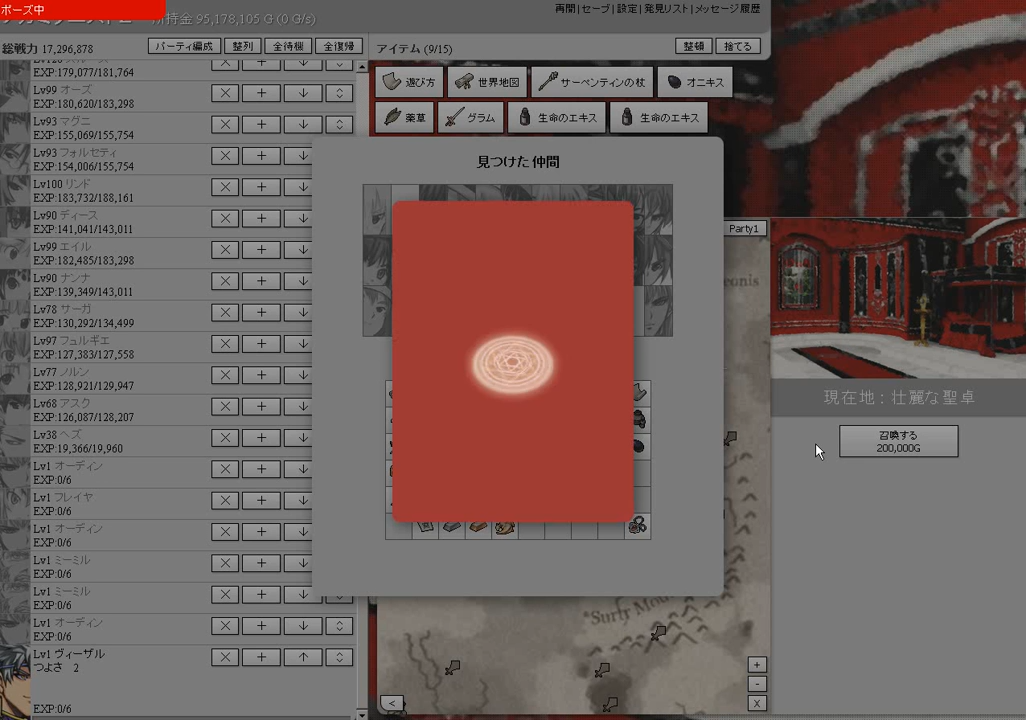 ポーズ中
所持金 95,178,105 G (0 G/s)
再開|セーブ|設定|発見リスト|メッセージ履歴
総戦力 17,296,878
パーティ編成
整列
全待機
全復帰
アイテム (9/15)
整頓
捨てる
EXP:179,077/181,764
Lv99 オーズ
EXP:180,620/183,298
Lv93 マグニ
EXP:155,069/155,754
Lv93 フォルセティ
EXP:154,006/155,754
Lv100 リンド
EXP:183,732/188,161
Lv90 ディース
EXP:141,041/143,011
Lv99 エイル
EXP:182,485/183,298
Lv90 ナンナ
EXP:139,349/143,011
Lv78 サーガ
EXP:130,292/134,499
Lv97 フュルギエ
EXP:127,383/127,558
Lv77 ノルン
EXP:128,921/129,947
Lv68 アスク
EXP:126,087/128,207
Lv38 ヘズ
EXP:19,366/19,960
Lv1 オーディン
EXP:0/6
Lv1 フレイヤ
EXP:0/6
Lv1 オーディン
EXP:0/6
Lv1 ミーミル
EXP:0/6
Lv1 ミーミル
EXP:0/6
Lv1 オーディン
EXP:0/6
Lv1 ヴィーザル
つよさ 2
EXP:0/6
遊び方
世界地図
サーペンティンの杖
オニキス
薬草
グラム
生命のエキス
生命のエキス
見つけた仲間
Party1
現在地 : 壮麗な聖卓
召喚する
200,000G
+
-
X
<